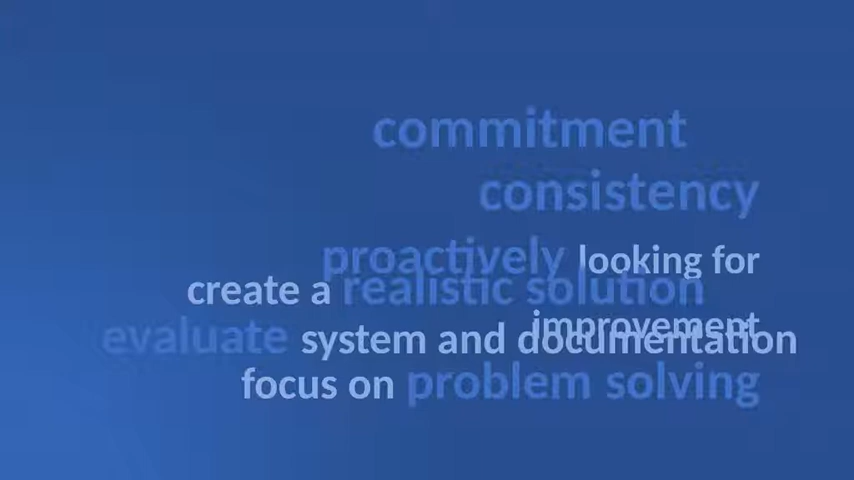 commitment
consistency
proactively looking for
create a realistic solution
improvement
evaluate system and documentation
focus on problem solving